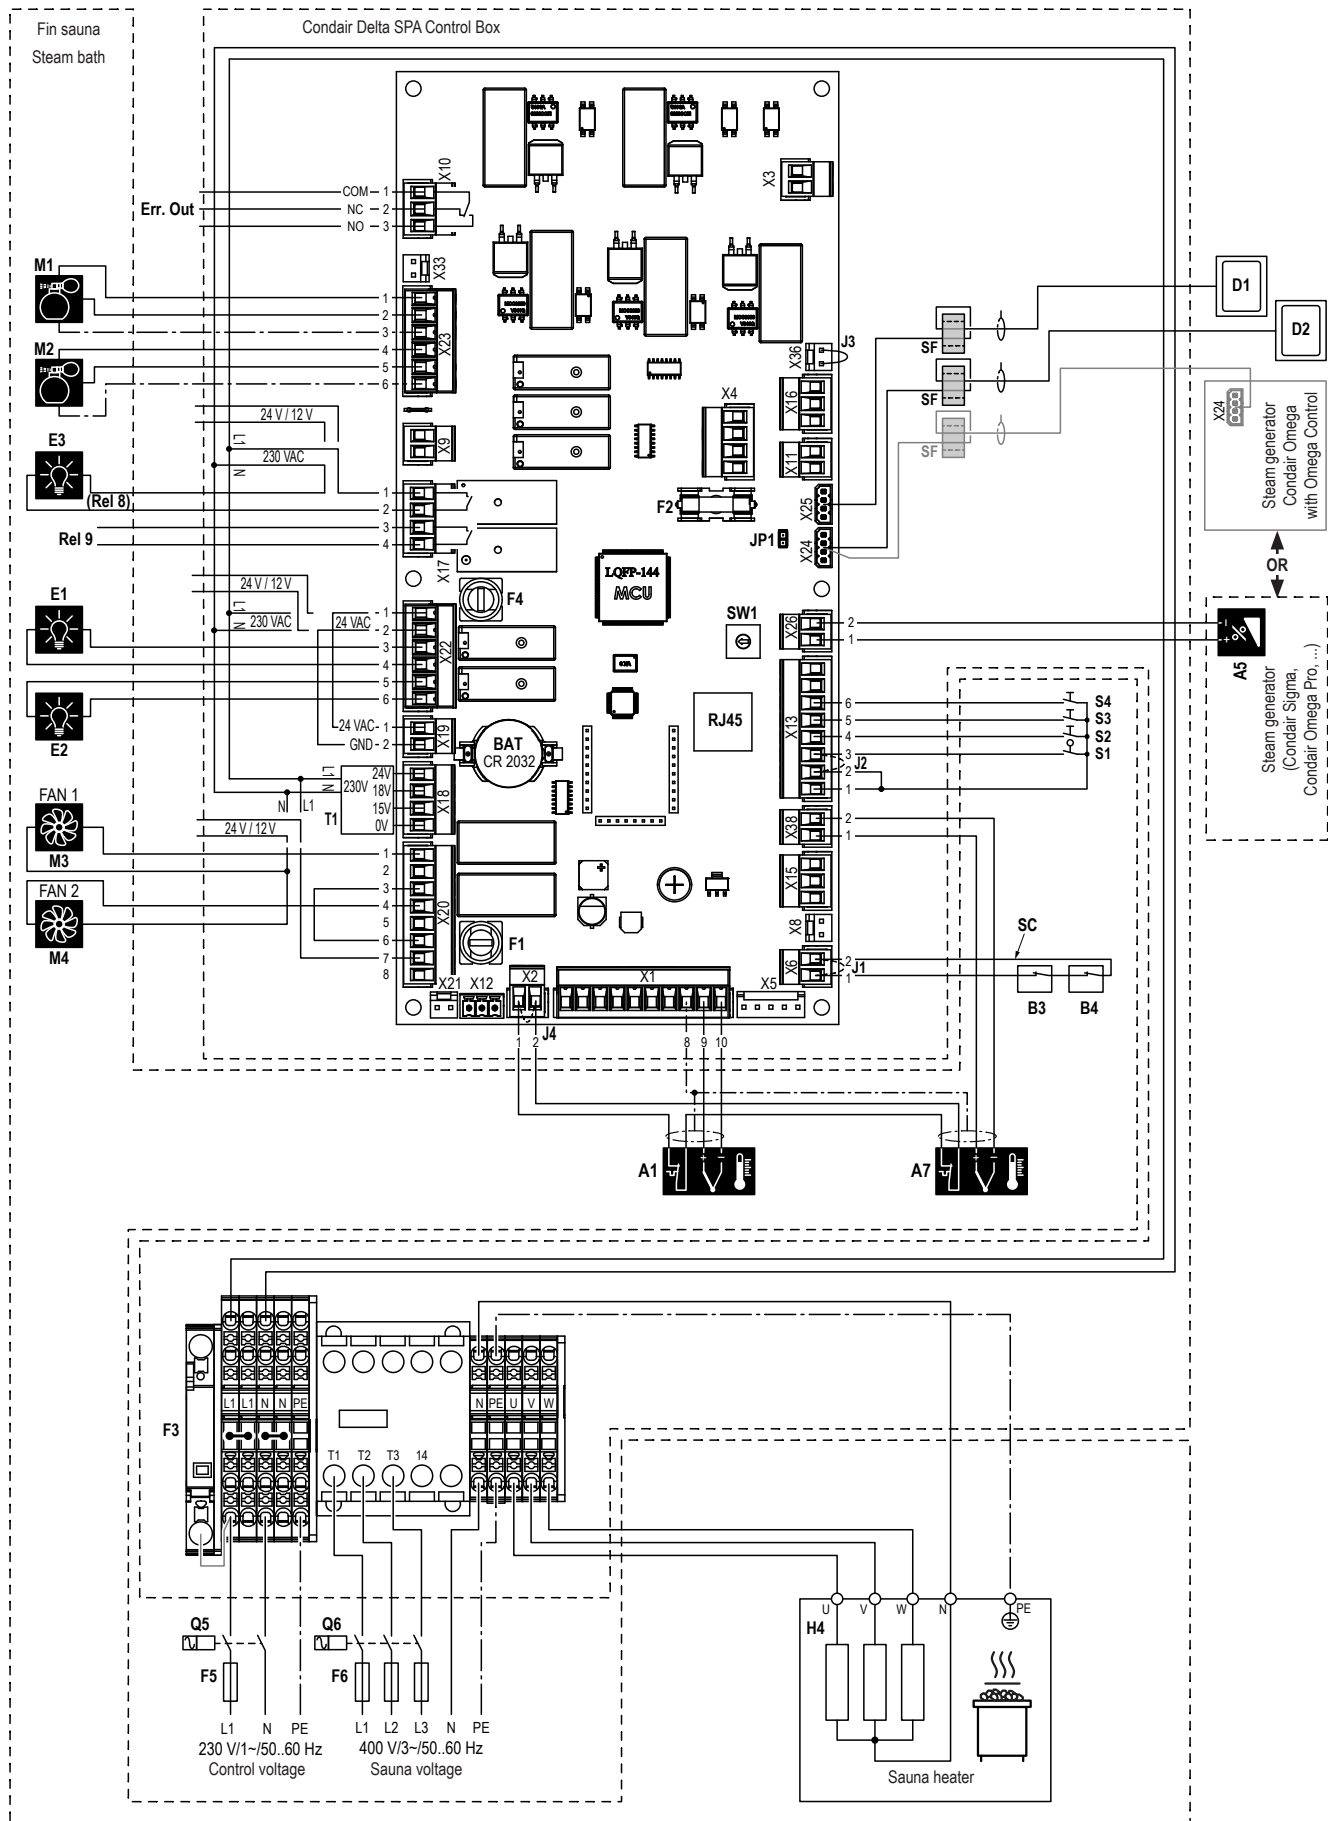 Fin sauna
Steam bath
Condair Delta SPA Control Box
X10
COM 1
NC 2
NO 3
Err. Out
X3
X33
M1
M2
1
2
3
4
5
6
X23
X36
J3
D1
D2
SF
SF
SF
X24
Steam generator
Condair Omega
with Omega Control
OR
24 V / 12 V
L1
230 VAC
N
E3
(Rel 8)
Rel 9
X9
X4
X16
X11
F2
X25
JP1
X24
1
2
3
4
X17
F4
LQFP-144
MCU
SW1
X26
2
1
- 
+
%
A5
Steam generator
(Condair Sigma,
Condair Omega Pro, ...)
24 V / 12 V
L1
230 VAC
N
E1
E2
24 VAC
1
2
3
4
5
6
X22
24 VAC 1
GND 2
X19
BAT
CR 2032
RJ45
X13
6
5
4
3
2
1
J2
S4
S3
S2
S1
L1
N
230V
T1
24V
18V
15V
0V
X18
N
L1
24 V / 12 V
FAN 1
M3
FAN 2
M4
1
2
3
4
5
6
7
8
X20
F1
X38
2
1
X15
X8
X6
2
1
J1
SC
B3
B4
X21
X12
X2
X1
X5
J4
1
2
8
9
10
A1
+
-
A7
+
-
F3
L1
L1
N
N
PE
T1
T2
T3
14
N
PE
U
V
W
Q5
F5
Q6
F6
L1
N
PE
230 V/1~/50..60 Hz
Control voltage
L1
L2
L3
N
PE
400 V/3~/50..60 Hz
Sauna voltage
H4
U
V
W
N
PE
Sauna heater